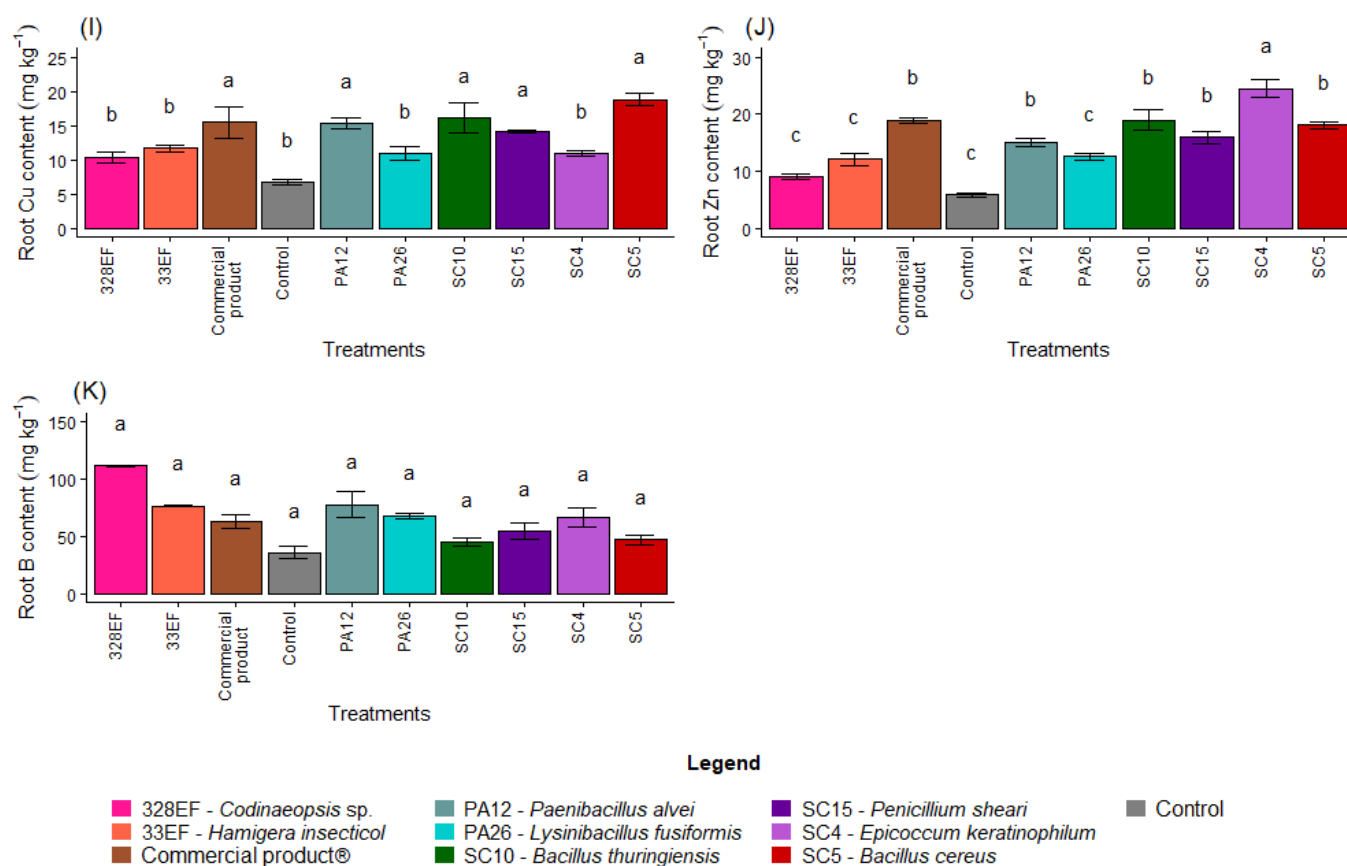 (I)
Root Cu content (mg kg⁻¹)
25
20
15
10
5
0
b
b
a
b
a
b
a
a
b
a
328EF
33EF
Commercial
product
Control
PA12
PA26
SC10
SC15
SC4
SC5
Treatments
(J)
Root Zn content (mg kg⁻¹)
30
20
10
0
c
c
b
c
b
c
b
b
a
b
328EF
33EF
Commercial
product
Control
PA12
PA26
SC10
SC15
SC4
SC5
Treatments
(K)
Root B content (mg kg⁻¹)
150
100
50
0
a
a
a
a
a
a
a
a
a
a
328EF
33EF
Commercial
product
Control
PA12
PA26
SC10
SC15
SC4
SC5
Treatments
Legend
328EF - Codinaeopsis sp.
33EF - Hamigera insecticol
Commercial product®
PA12 - Paenibacillus alvei
PA26 - Lysinibacillus fusiformis
SC10 - Bacillus thuringiensis
SC15 - Penicillium sheari
SC4 - Epicoccum keratinophilum
SC5 - Bacillus cereus
Control